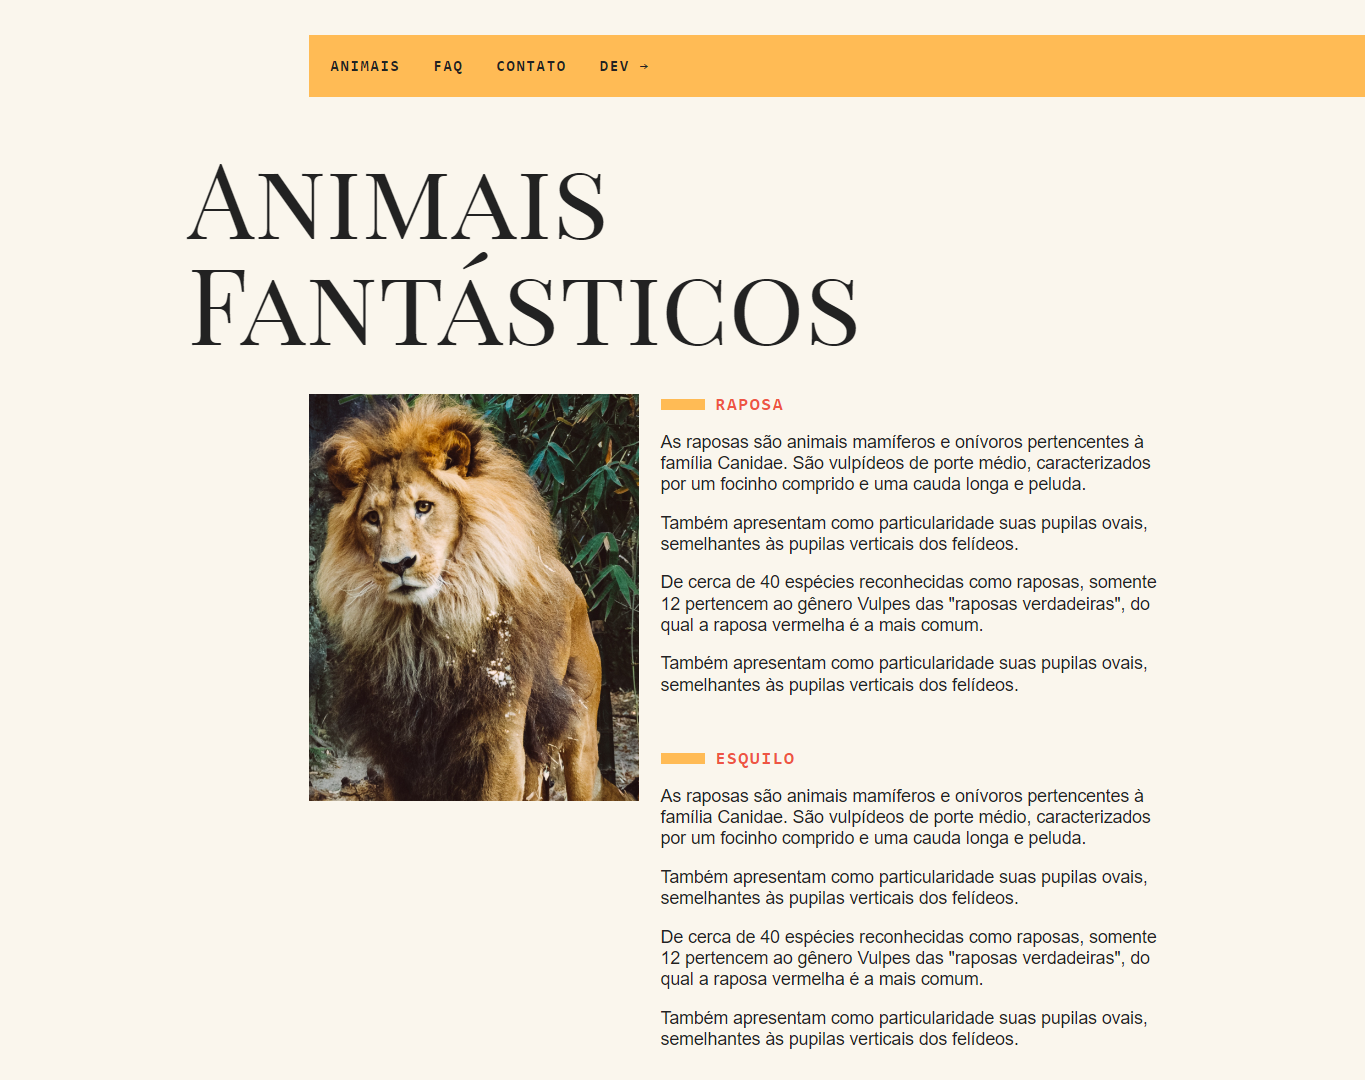 ANIMAIS FAQ CONTATO DEV →
Animais
Fantásticos
RAPOSA
As raposas são animais mamíferos e onívoros pertencentes à
família Canidae. São vulpídeos de porte médio, caracterizados
por um focinho comprido e uma cauda longa e peluda.
Também apresentam como particularidade suas pupilas ovais,
semelhantes às pupilas verticais dos felídeos.
De cerca de 40 espécies reconhecidas como raposas, somente
12 pertencem ao gênero Vulpes das "raposas verdadeiras", do
qual a raposa vermelha é a mais comum.
Também apresentam como particularidade suas pupilas ovais,
semelhantes às pupilas verticais dos felídeos.
ESQUILO
As raposas são animais mamíferos e onívoros pertencentes à
família Canidae. São vulpídeos de porte médio, caracterizados
por um focinho comprido e uma cauda longa e peluda.
Também apresentam como particularidade suas pupilas ovais,
semelhantes às pupilas verticais dos felídeos.
De cerca de 40 espécies reconhecidas como raposas, somente
12 pertencem ao gênero Vulpes das "raposas verdadeiras", do
qual a raposa vermelha é a mais comum.
Também apresentam como particularidade suas pupilas ovais,
semelhantes às pupilas verticais dos felídeos.